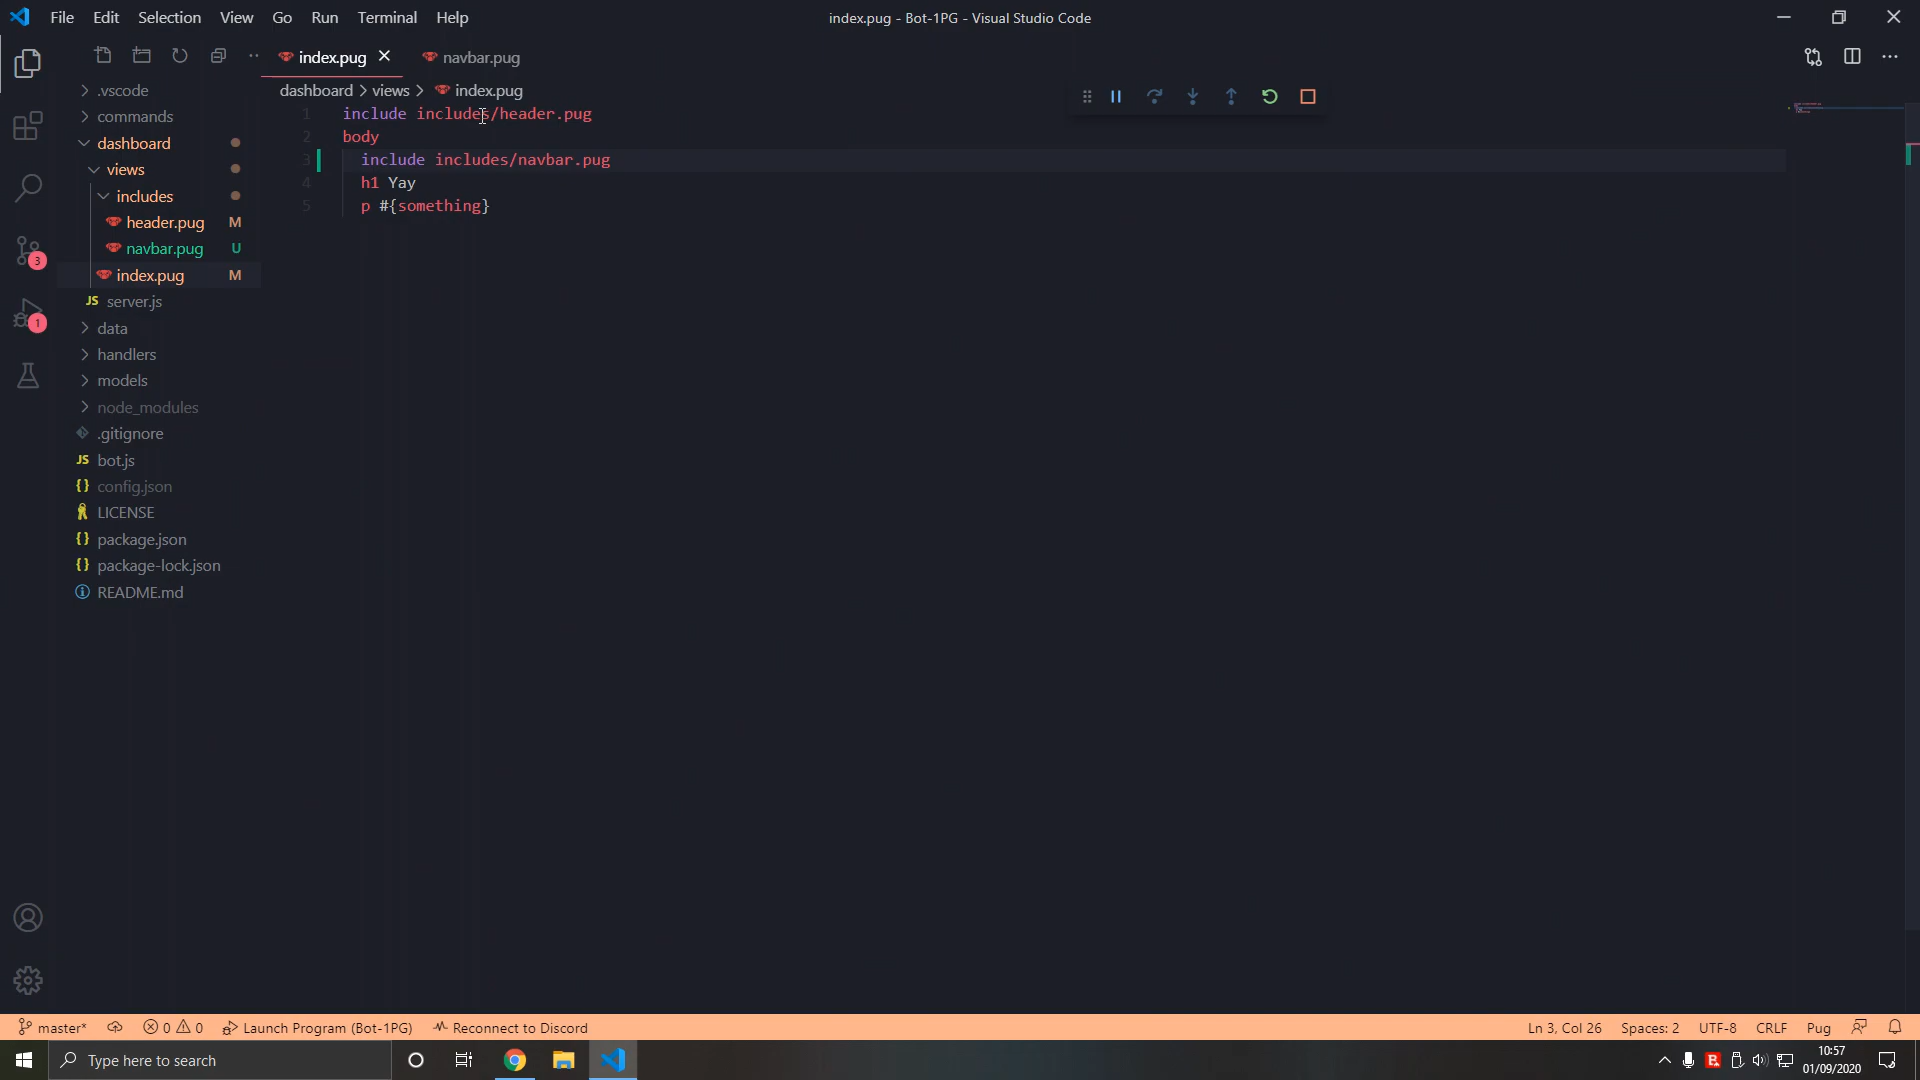 File Edit Selection View Go Run Terminal Help
index.pug - Bot-1PG - Visual Studio Code
index.pug
navbar.pug
dashboard > views > index.pug
.vscode
commands
dashboard
views
includes
header.pug M
navbar.pug U
index.pug M
JS server.js
data
handlers
models
node_modules
.gitignore
JS bot.js
{} config.json
LICENSE
{} package.json
{} package-lock.json
README.md
3
1
1 include includes/header.pug
2 body
3 include includes/navbar.pug
4 h1 Yay
5 p #{something}
master* 0 0 Launch Program (Bot-1PG) Reconnect to Discord
Ln 3, Col 26 Spaces: 2 UTF-8 CRLF Pug
Type here to search
B
10:57
01/09/2020